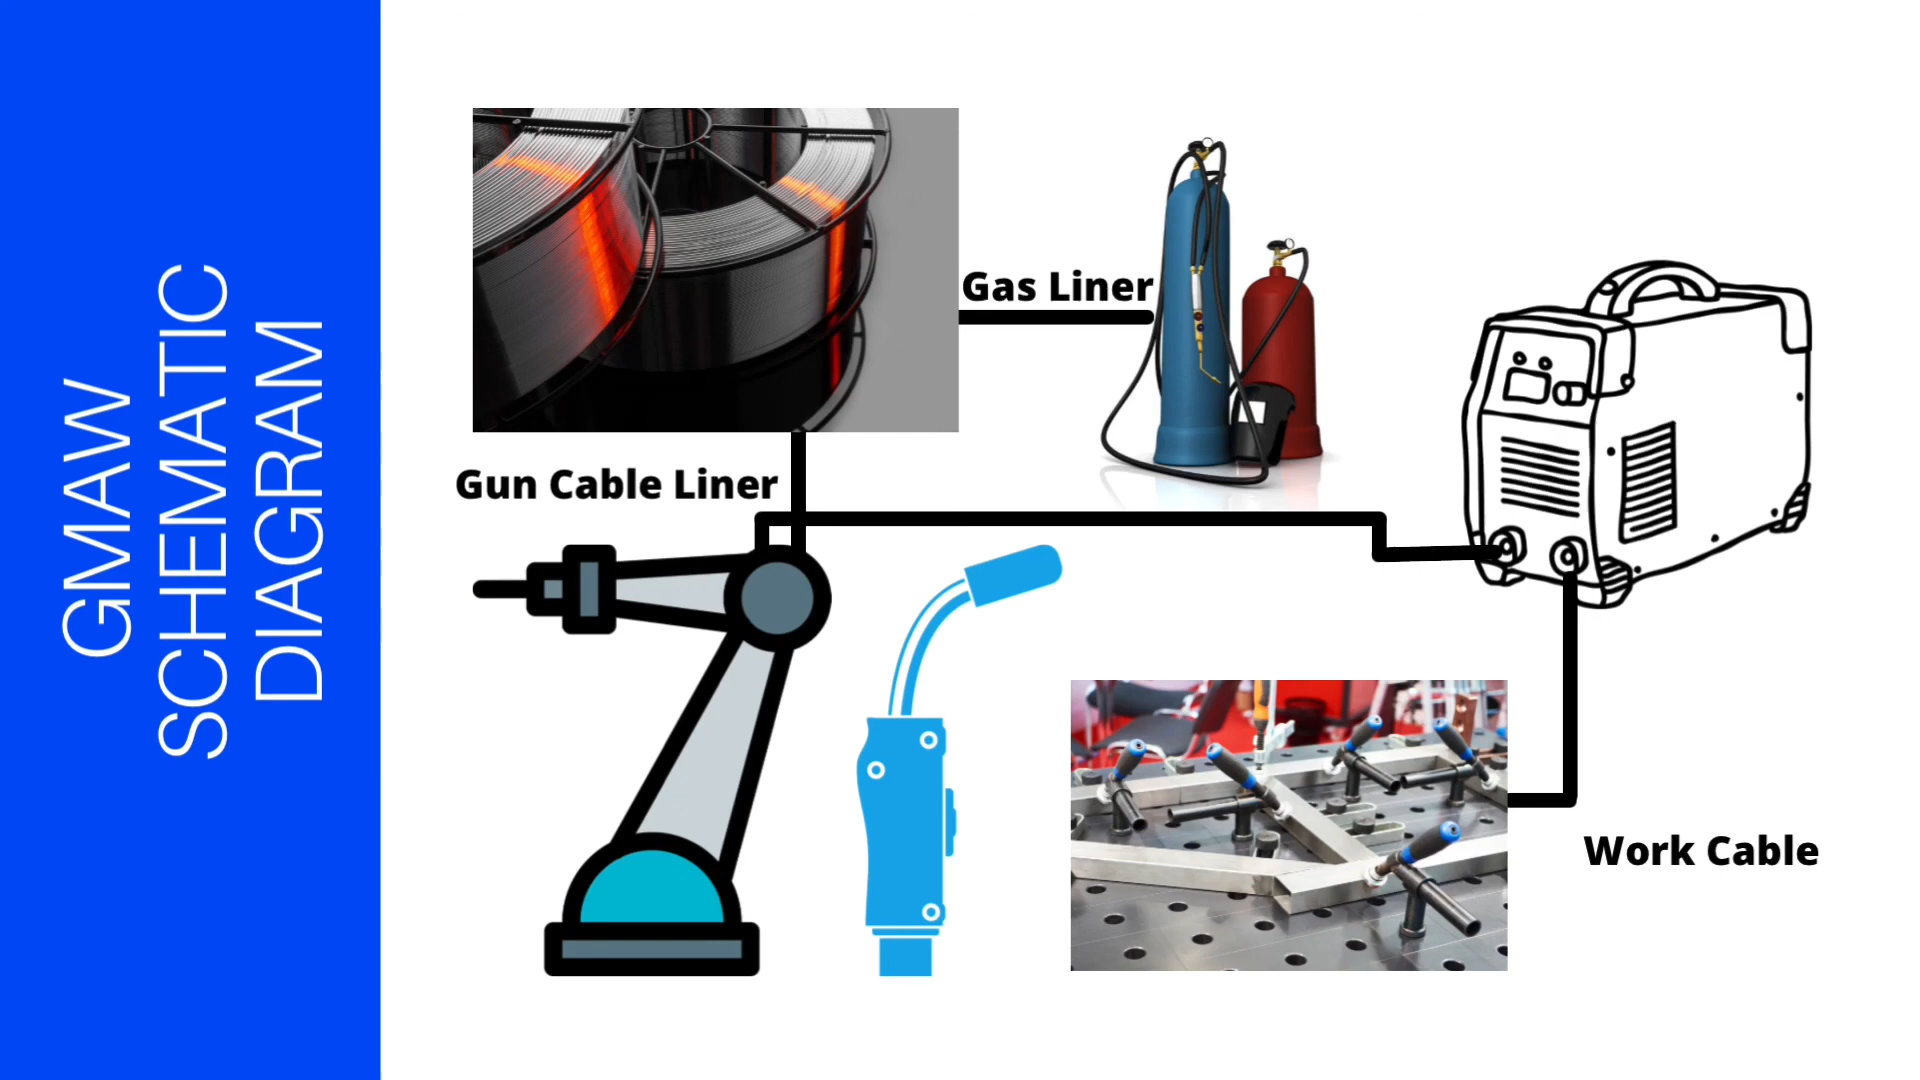 GMAW
SCHEMATIC
DIAGRAM
Gas Liner
Gun Cable Liner
Work Cable